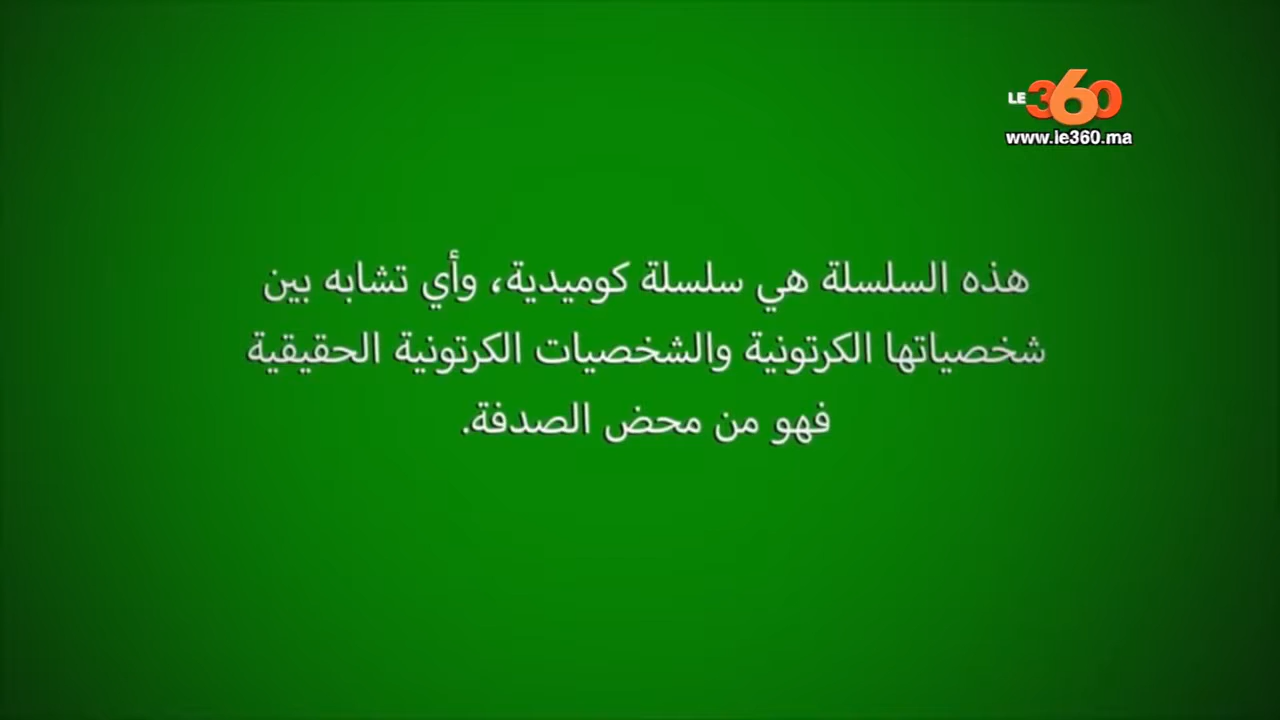 LE 360
www.le360.ma
هذه السلسلة هي سلسلة كوميدية، وأي تشابه بين
شخصياتها الكرتونية والشخصيات الكرتونية الحقيقية
فهو من محض الصدفة.